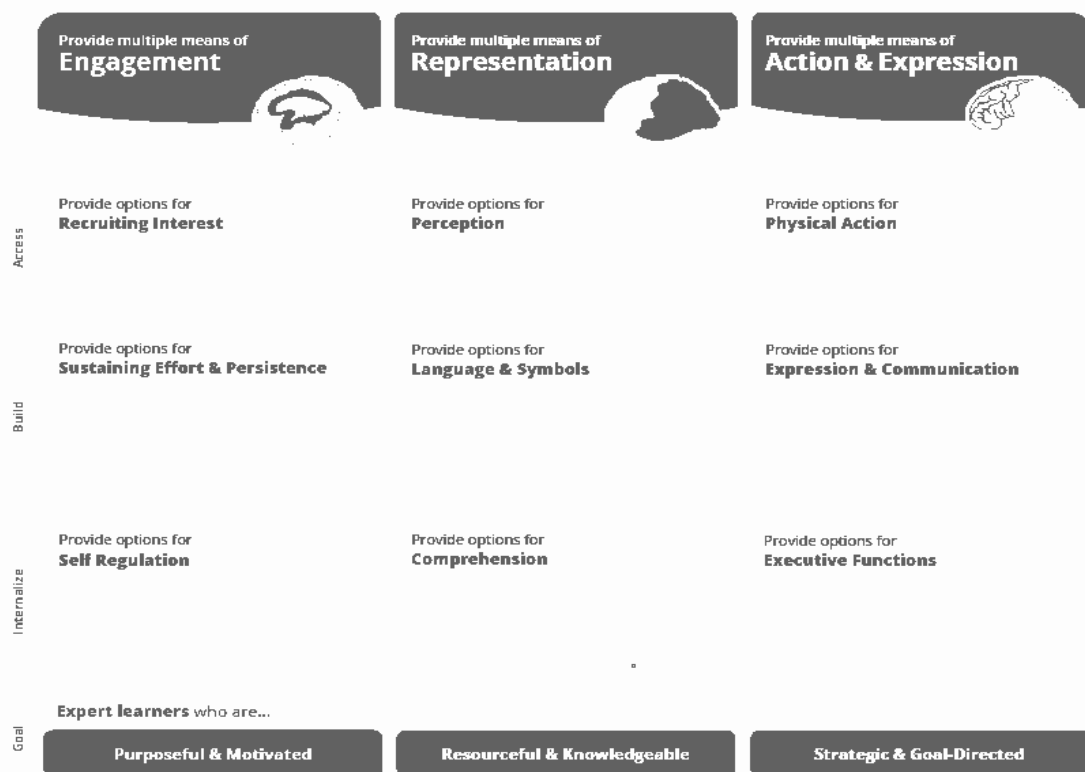 Provide multiple means of
Engagement
Provide multiple means of
Representation
Provide multiple means of
Action & Expression
Access
Provide options for
Recruiting Interest
Provide options for
Perception
Provide options for
Physical Action
Build
Provide options for
Sustaining Effort & Persistence
Provide options for
Language & Symbols
Provide options for
Expression & Communication
Internalize
Provide options for
Self Regulation
Provide options for
Comprehension
Provide options for
Executive Functions
Goal
Expert learners who are...
Purposeful & Motivated
Resourceful & Knowledgeable
Strategic & Goal-Directed